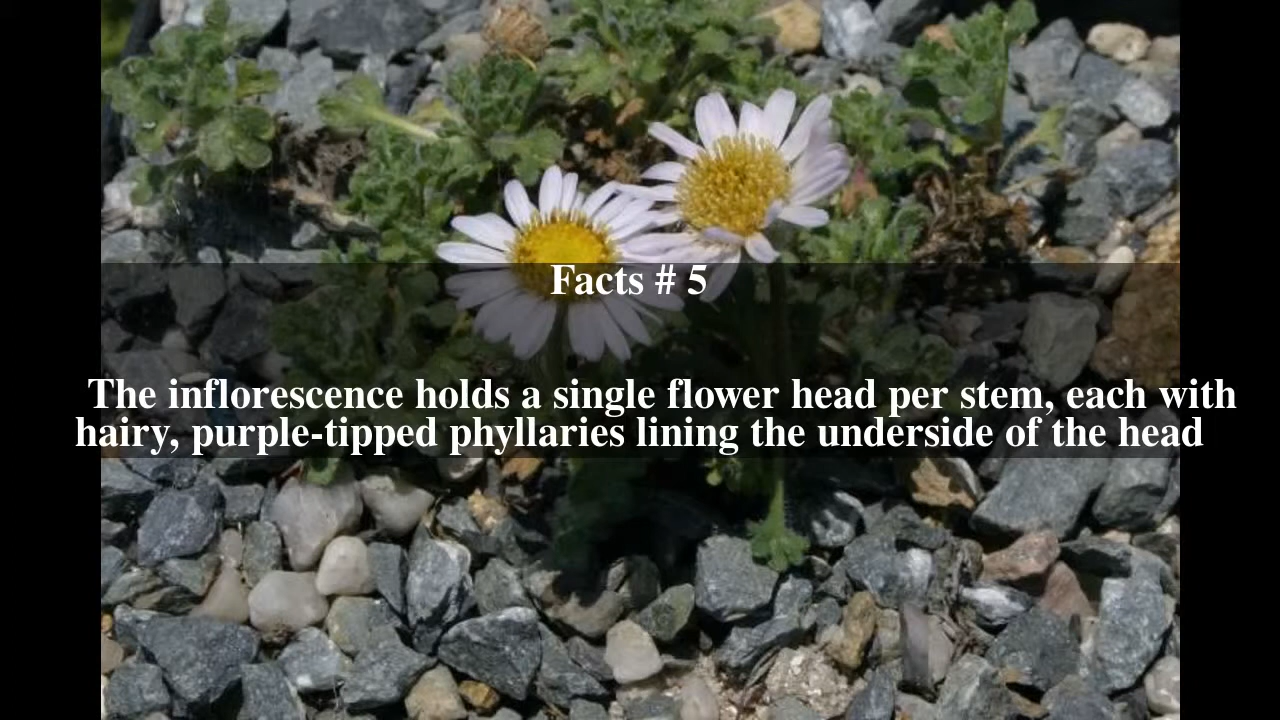 Facts # 5
The inflorescence holds a single flower head per stem, each with
hairy, purple-tipped phyllaries lining the underside of the head